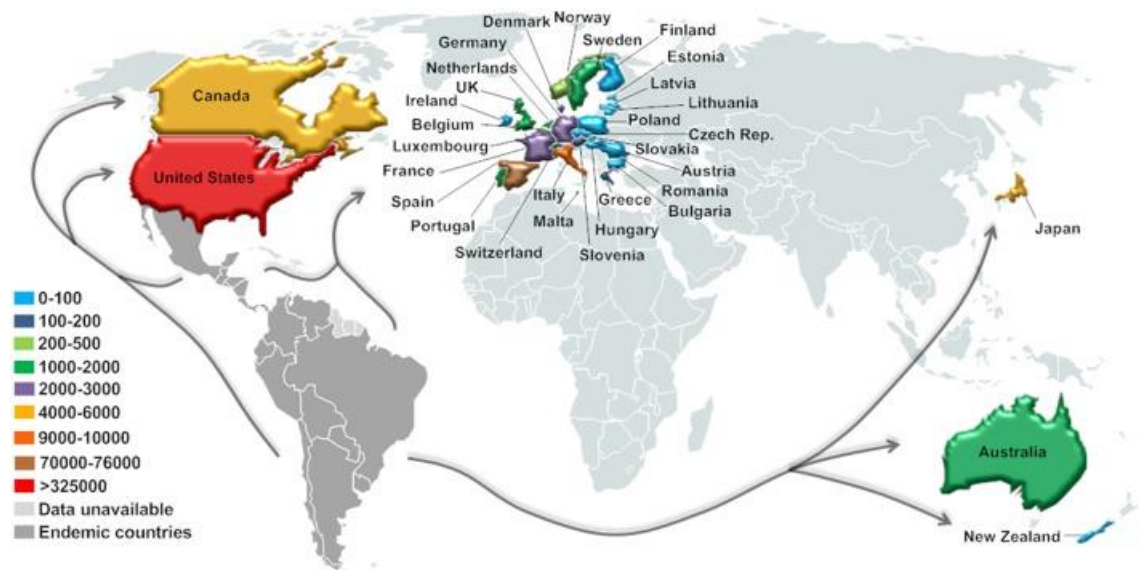 Denmark
Norway
Germany
Sweden
Finland
Netherlands
Estonia
UK
Latvia
Ireland
Lithuania
Belgium
Poland
Luxembourg
Czech Rep.
France
Slovakia
Spain
Austria
Portugal
Italy
Greece
Romania
Malta
Bulgaria
Switzerland
Hungary
Slovenia
Canada
United States
Japan
Australia
New Zealand
0-100
100-200
200-500
1000-2000
2000-3000
4000-6000
9000-10000
70000-76000
>325000
Data unavailable
Endemic countries